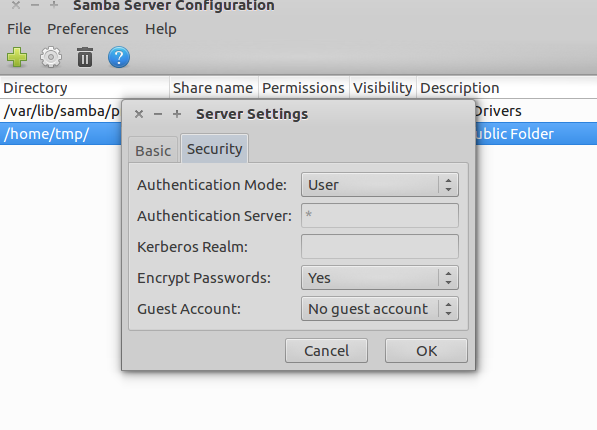 Samba Server Configuration
File Preferences Help
Directory Share name Permissions Visibility Description
/var/lib/samba/p Drivers
/home/tmp/ ublic Folder
Server Settings
Basic Security
Authentication Mode: User
Authentication Server: *
Kerberos Realm:
Encrypt Passwords: Yes
Guest Account: No guest account
Cancel OK